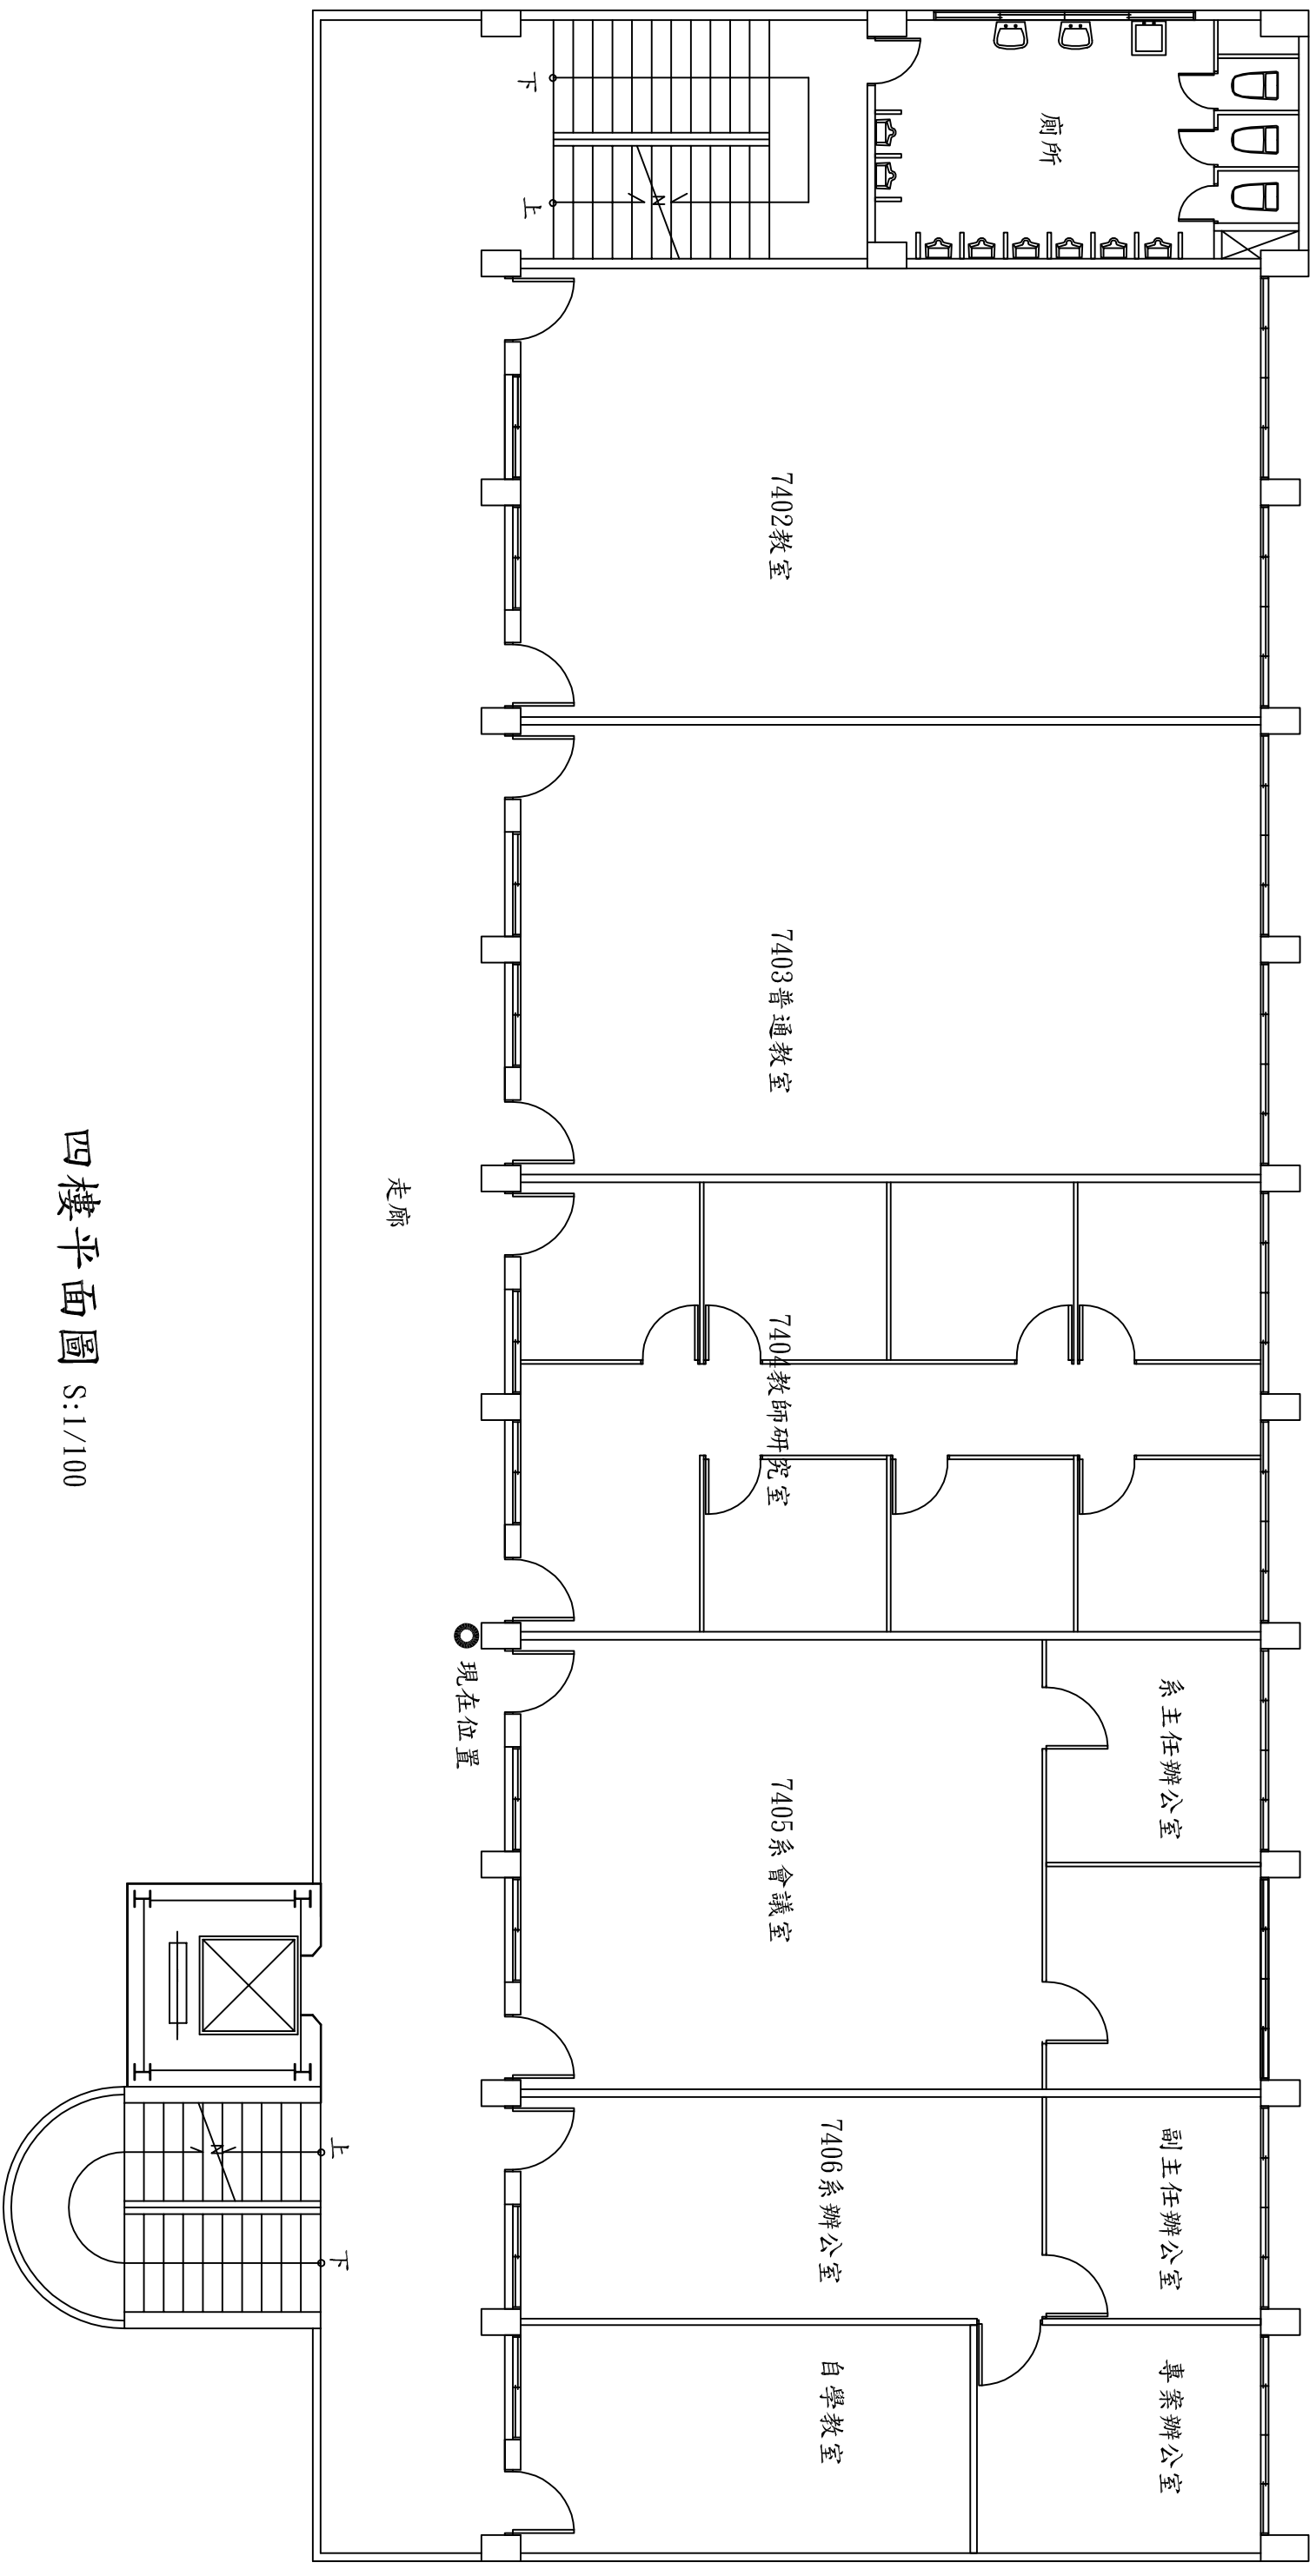 廁所
下
上
7402教室
7403普通教室
7404教師研究室
系主任辦公室
7405系會議室
副主任辦公室
7406系辦公室
專案辦公室
自學教室
現在位置
走廊
上
下
四樓平面圖 S:1/100